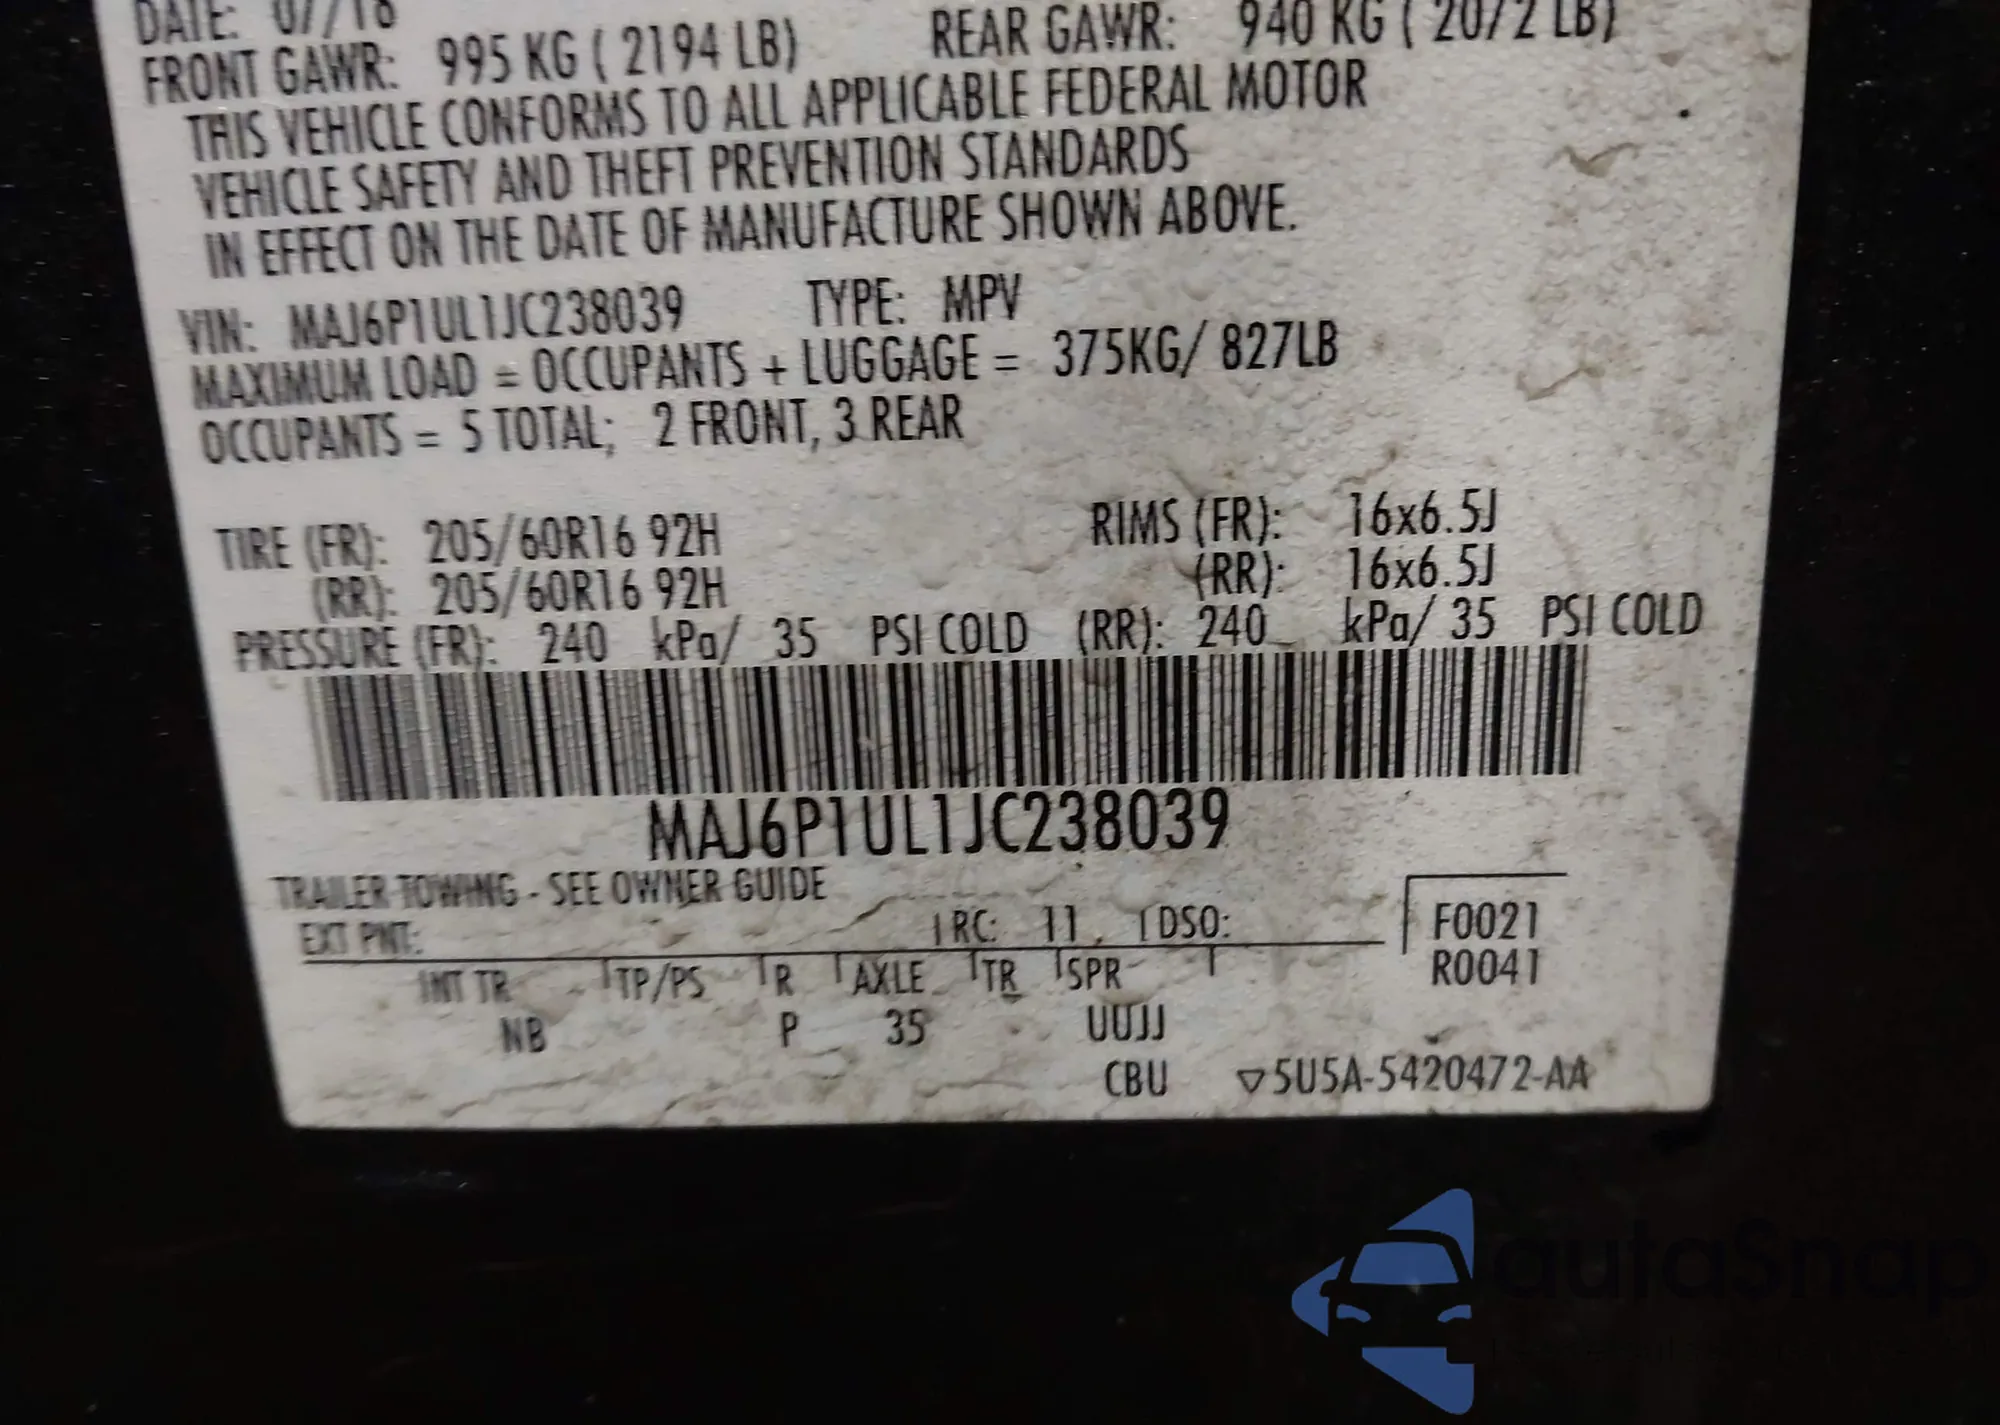 DATE: 07/18
FRONT GAWR: 995 KG ( 2194 LB) REAR GAWR: 940 KG ( 2072 LB)
THIS VEHICLE CONFORMS TO ALL APPLICABLE FEDERAL MOTOR
VEHICLE SAFETY AND THEFT PREVENTION STANDARDS
IN EFFECT ON THE DATE OF MANUFACTURE SHOWN ABOVE.
VIN: MAJ6P1UL1JC238039 TYPE: MPV
MAXIMUM LOAD = OCCUPANTS + LUGGAGE = 375KG/ 827LB
OCCUPANTS = 5 TOTAL; 2 FRONT, 3 REAR
TIRE (FR): 205/60R16 92H RIMS (FR): 16x6.5J
(RR): 205/60R16 92H (RR): 16x6.5J
PRESSURE (FR): 240 kPa/ 35 PSI COLD (RR): 240 kPa/ 35 PSI COLD
MAJ6P1UL1JC238039
TRAILER TOWING - SEE OWNER GUIDE
EXT PNT: RC: 11 DSO: F0021
R0041
INT TR TP/PS R AXLE TR SPR
NB P 35 UUJJ
CBU ▽5U5A-5420472-AA
autoSnap